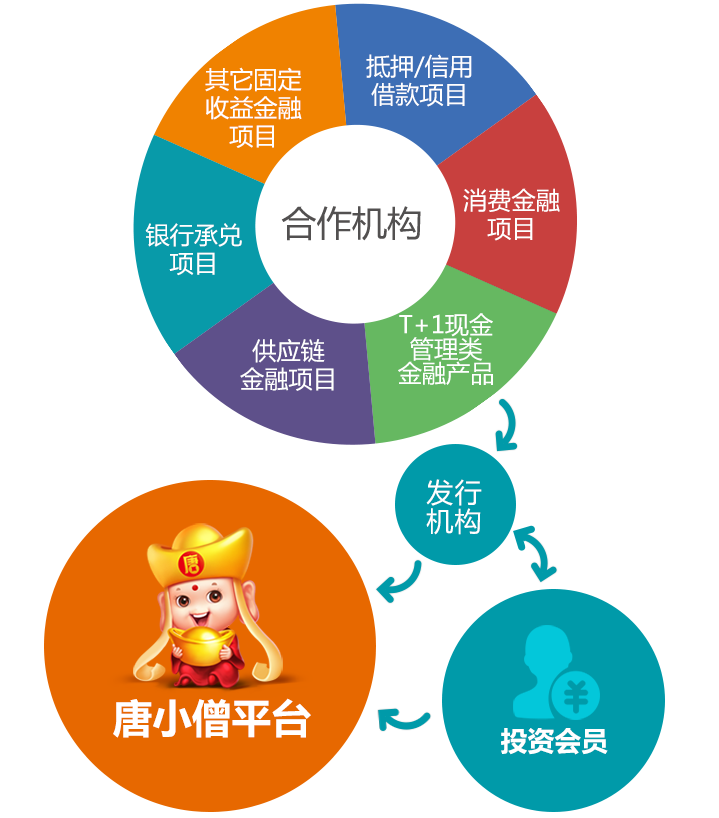 抵押/信用
借款项目
其它固定
收益金融
项目
消费金融
项目
合作机构
银行承兑
项目
T+1现金
管理类
金融产品
供应链
金融项目
发行
机构
唐
唐小僧平台
¥
投资会员